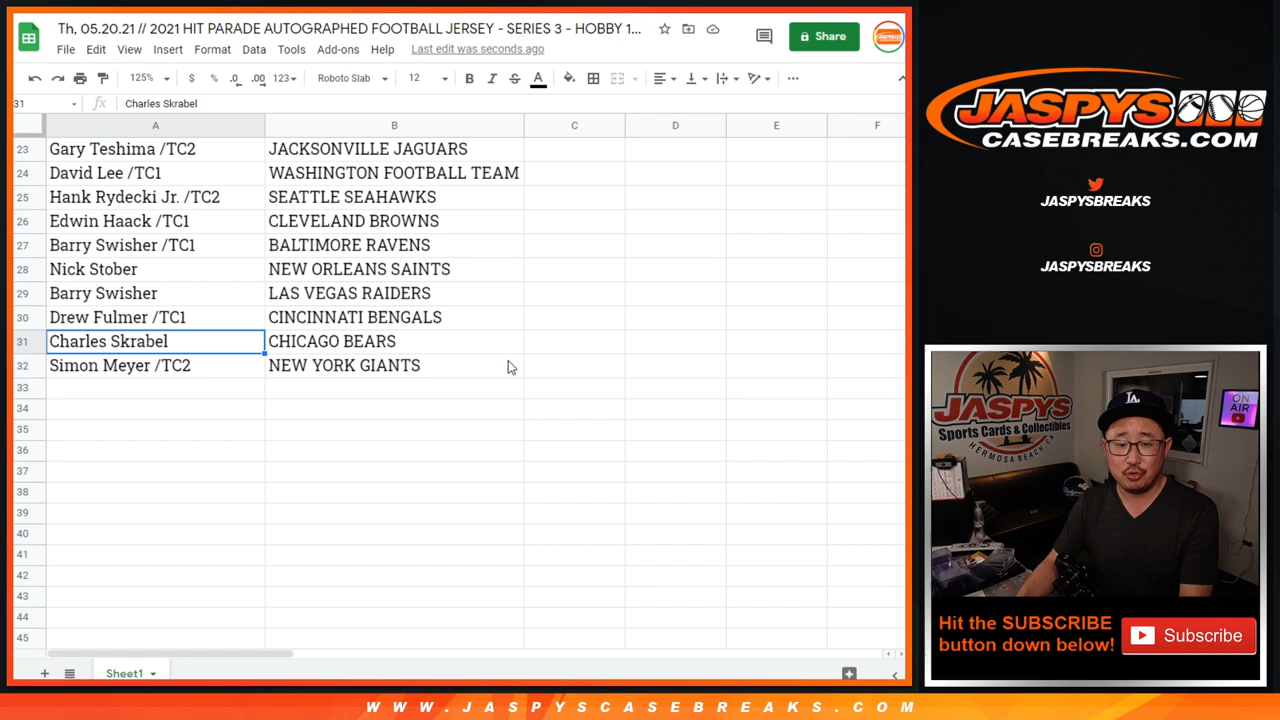 Th, 05.20.21 // 2021 HIT PARADE AUTOGRAPHED FOOTBALL JERSEY - SERIES 3 - HOBBY 1...
File Edit View Insert Format Data Tools Add-ons Help Last edit was seconds ago
Share
125% $ % .0 .00 123 Roboto Slab 12 B I S A
31 fx Charles Skrabel
A B C D E F
23 Gary Teshima /TC2 JACKSONVILLE JAGUARS
24 David Lee /TC1 WASHINGTON FOOTBALL TEAM
25 Hank Rydecki Jr. /TC2 SEATTLE SEAHAWKS
26 Edwin Haack /TC1 CLEVELAND BROWNS
27 Barry Swisher /TC1 BALTIMORE RAVENS
28 Nick Stober NEW ORLEANS SAINTS
29 Barry Swisher LAS VEGAS RAIDERS
30 Drew Fulmer /TC1 CINCINNATI BENGALS
31 Charles Skrabel CHICAGO BEARS
32 Simon Meyer /TC2 NEW YORK GIANTS
33
34
35
36
37
38
39
40
41
42
43
44
45
Sheet1
JASPYS
CASEBREAKS.COM
JASPYSBREAKS
JASPYSBREAKS
JASPYS
Sports Cards & Collectibles
HERMOSA BEACH, CA
LA
ON
AIR
Dodgers
Hit the SUBSCRIBE
button down below!
Subscribe
WWW.JASPYSCASEBREAKS.COM